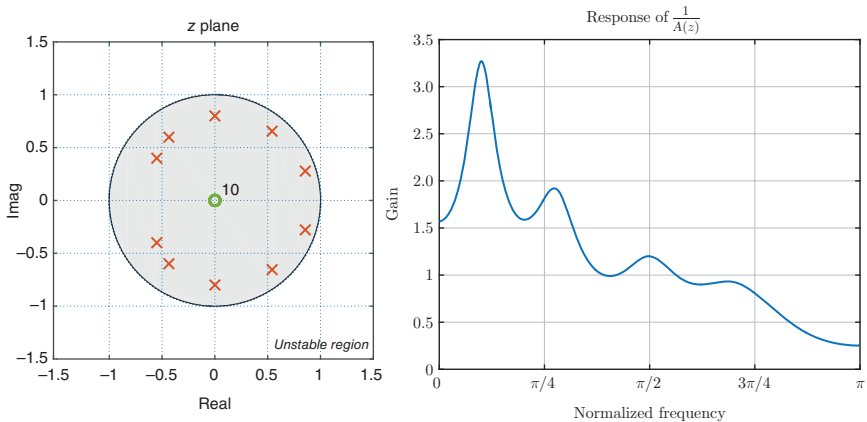 z plane
1.5
1
0.5
0
−0.5
−1
−1.5
Imag
10
Unstable region
−1.5
−1
−0.5
0
0.5
1
1.5
Real
Response of 1/A(z)
3.5
3.0
2.5
2.0
1.5
1
0.5
0
Gain
0
π/4
π/2
3π/4
π
Normalized frequency